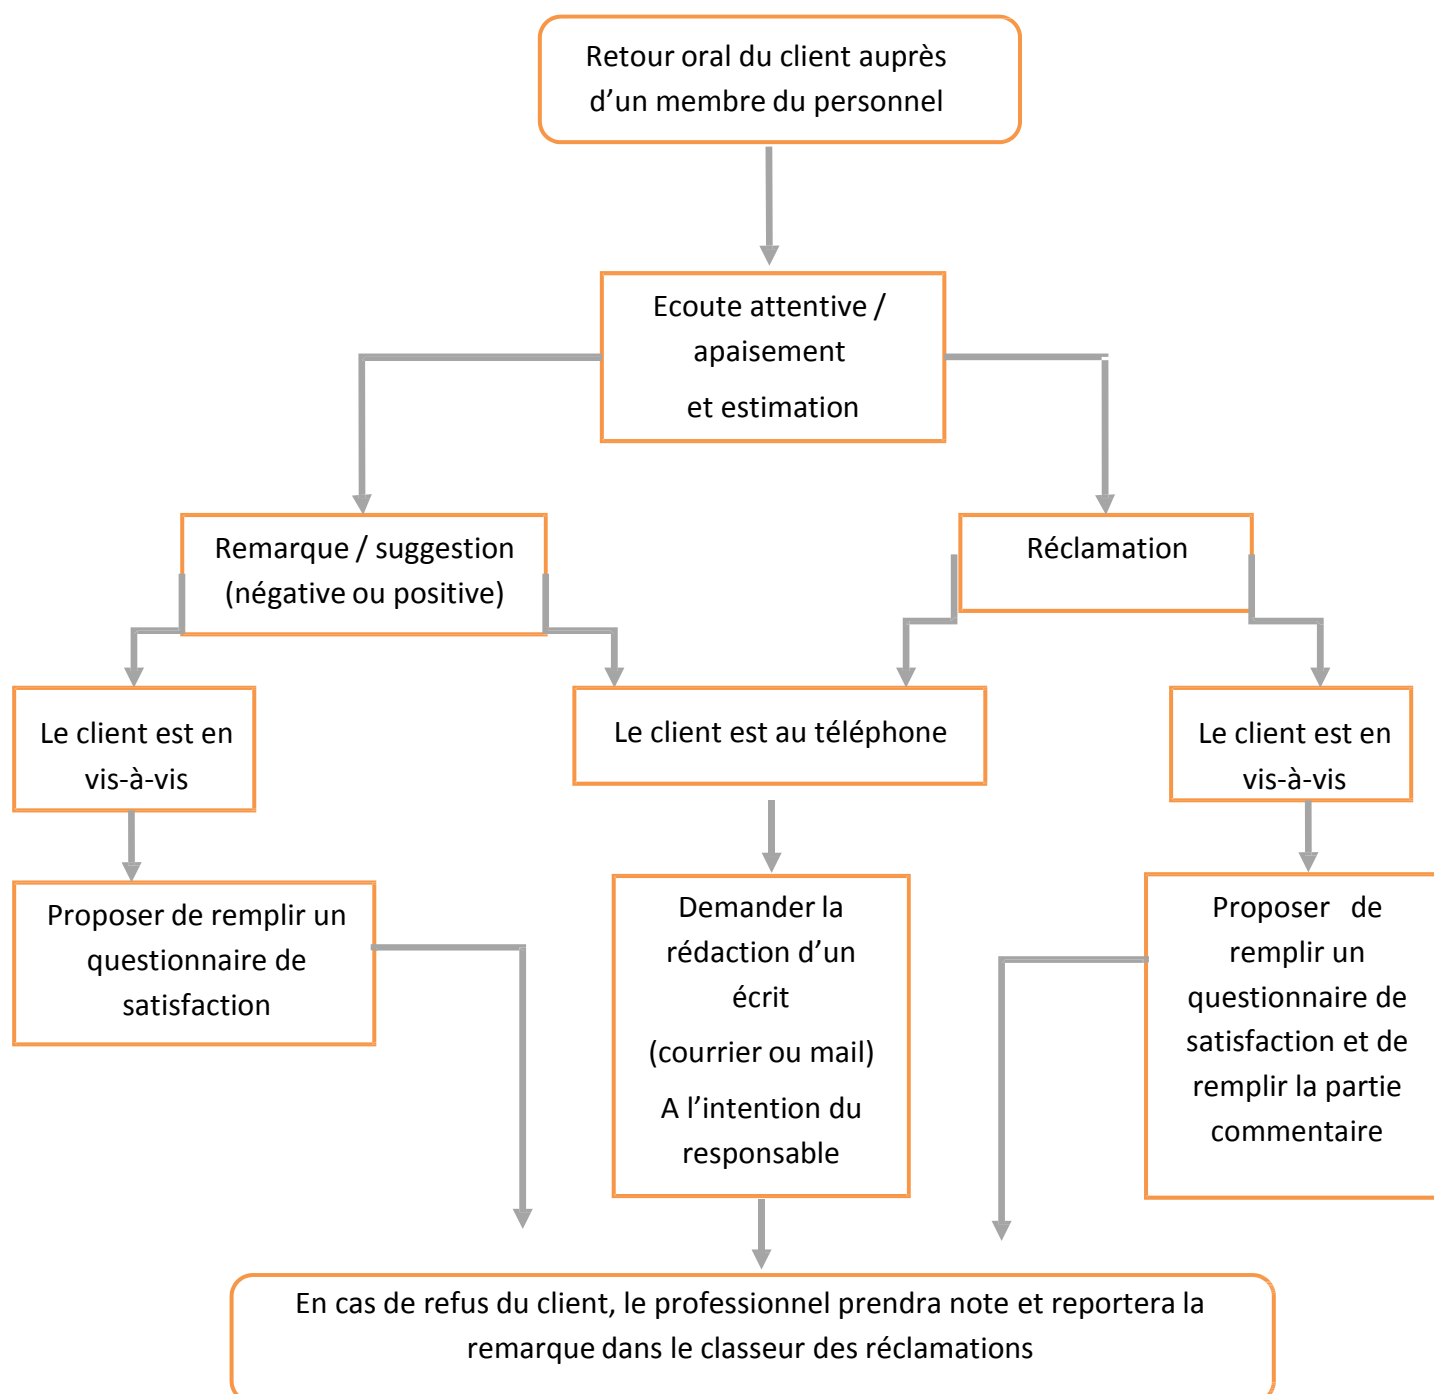 Retour oral du client auprès
d’un membre du personnel
Ecoute attentive /
apaisement
et estimation
Remarque / suggestion
(négative ou positive)
Réclamation
Le client est en
vis-à-vis
Le client est au téléphone
Le client est en
vis-à-vis
Proposer de remplir un
questionnaire de
satisfaction
Demander la
rédaction d’un
écrit
(courrier ou mail)
A l’intention du
responsable
Proposer de
remplir un
questionnaire de
satisfaction et de
remplir la partie
commentaire
En cas de refus du client, le professionnel prendra note et reportera la
remarque dans le classeur des réclamations